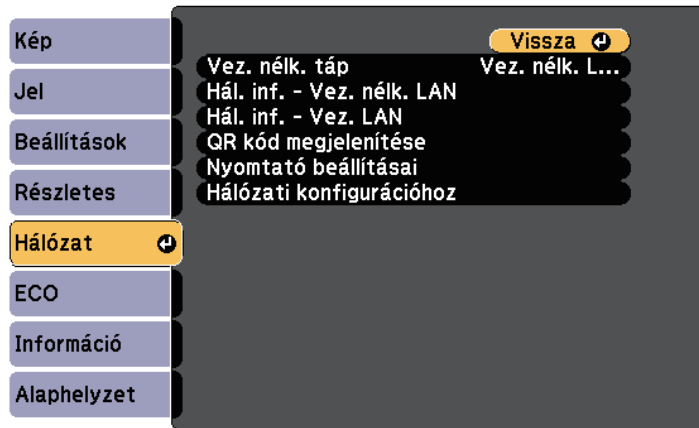 Kép
Jel
Beállítások
Részletes
Hálózat
ECO
Információ
Alaphelyzet
Vissza
Vez. nélk. táp Vez. nélk. L...
Hál. inf. - Vez. nélk. LAN
Hál. inf. - Vez. LAN
QR kód megjelenítése
Nyomtató beállításai
Hálózati konfigurációhoz